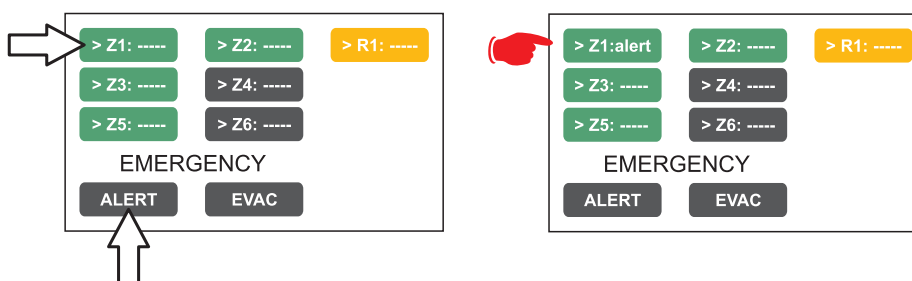 > Z1: ----- > Z2: ----- > R1: -----
> Z3: ----- > Z4: -----
> Z5: ----- > Z6: -----
EMERGENCY
ALERT EVAC
> Z1:alert > Z2: ----- > R1: -----
> Z3: ----- > Z4: -----
> Z5: ----- > Z6: -----
EMERGENCY
ALERT EVAC